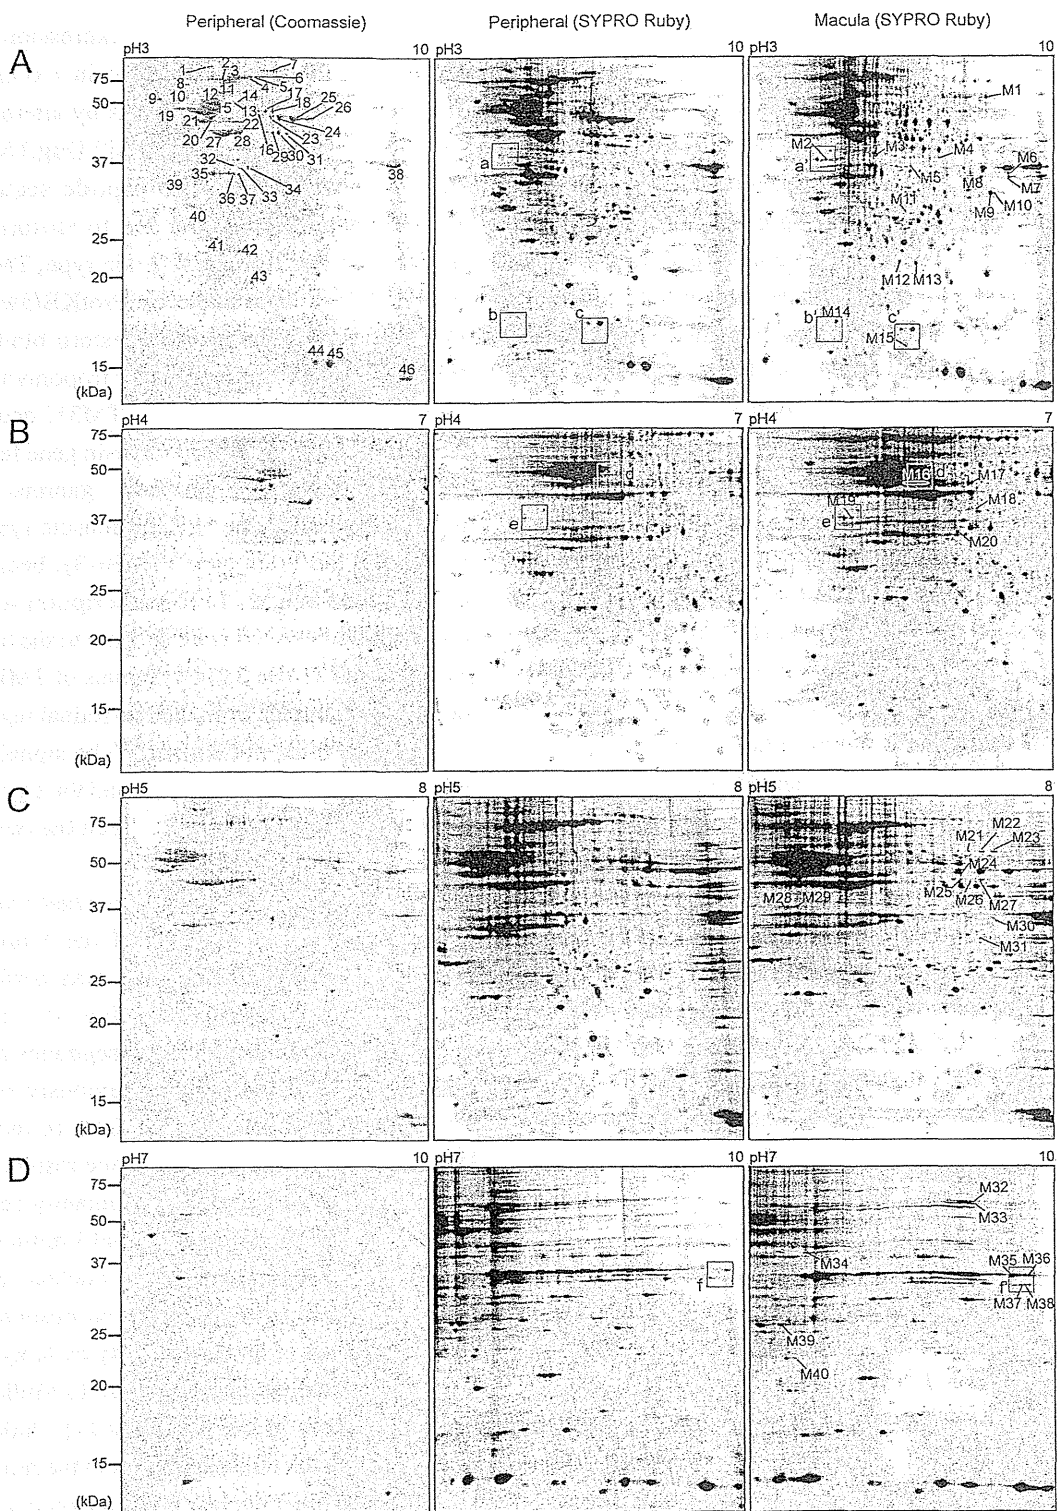 Peripheral (Coomassie) Peripheral (SYPRO Ruby) Macula (SYPRO Ruby)
A
pH3 10 pH3 10 pH3 10
75
50
37
25
20
15
(kDa)
1 2 7 3 7 8 11 4 6 5 17 25
9 10 12 15 14 13 18 26
19 21 22 24
20 27 28 16 29 30 31 23
32 34 38
35 39 36 37 33
40
41 42
43
44 45
46
a
b c
M1
M2 M3 M4 M6
a M5 M8 M7
M11 M9 M10
M12 M13
b M14 c
M15
B
pH4 7 pH4 7 pH4 7
75
50
37
25
20
15
(kDa)
d
e
M16 d M17
M19 M18
e
M20
C
pH5 8 pH5 8 pH5 8
75
50
37
25
20
15
(kDa)
M21 M22 M23
M24
M25 M26 M27
M28 M29
M30
M31
D
pH7 10 pH7 10 pH7 10
75
50
37
25
20
15
(kDa)
f
M32
M33
M34 M35 M36
f
M37 M38
M39
M40